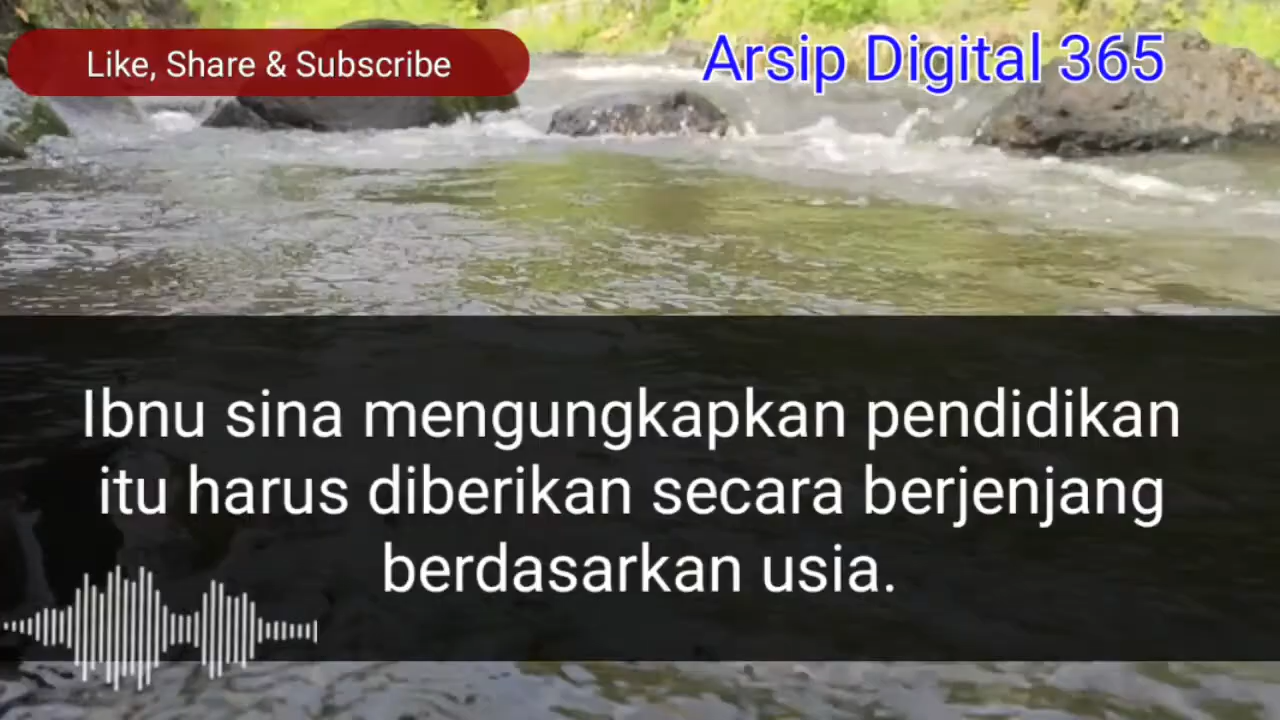 Like, Share & Subscribe
Arsip Digital 365
Ibnu sina mengungkapkan pendidikan
itu harus diberikan secara berjenjang
berdasarkan usia.